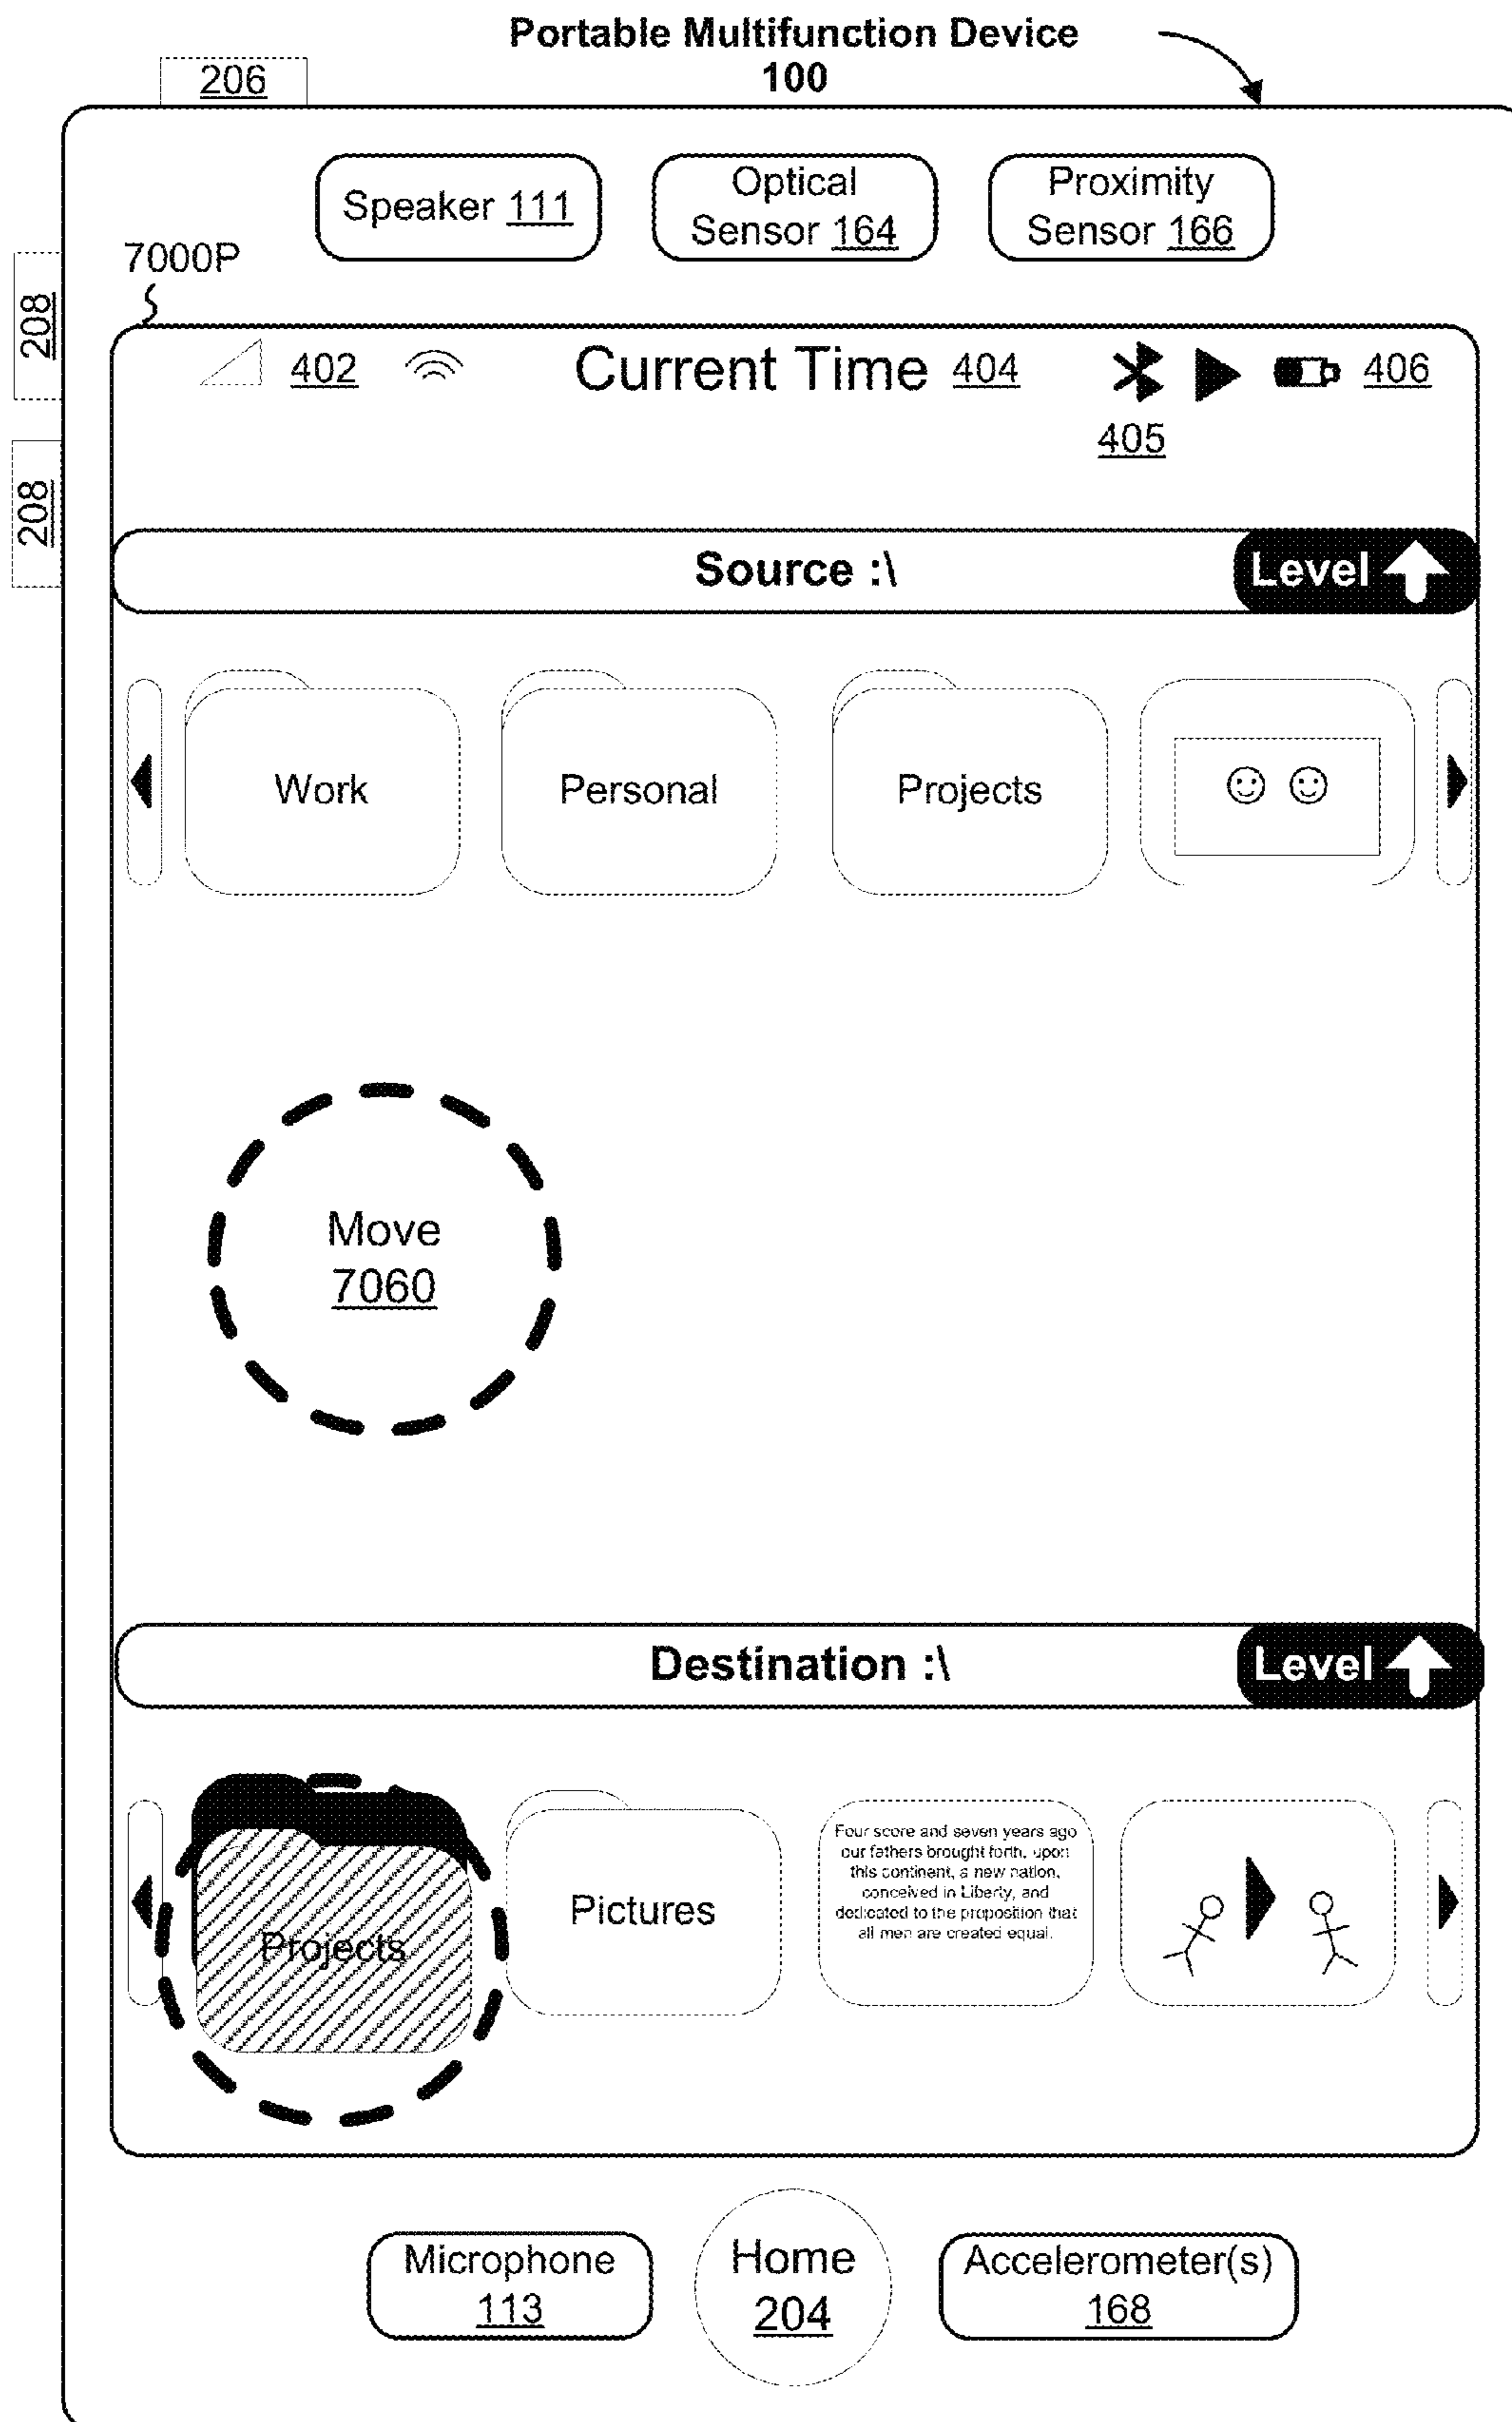 Portable Multifunction Device
100
206
Speaker 111
Optical
Sensor 164
Proximity
Sensor 166
7000P
208
402
Current Time 404
406
405
208
Source :\
Level
Work
Personal
Projects
Move
7060
Destination :\
Level
Projects
Pictures
Four score and seven years ago
our fathers brought forth, upon
this continent, a new nation,
conceived in Liberty, and
dedicated to the proposition that
all men are created equal.
Microphone
113
Home
204
Accelerometer(s)
168